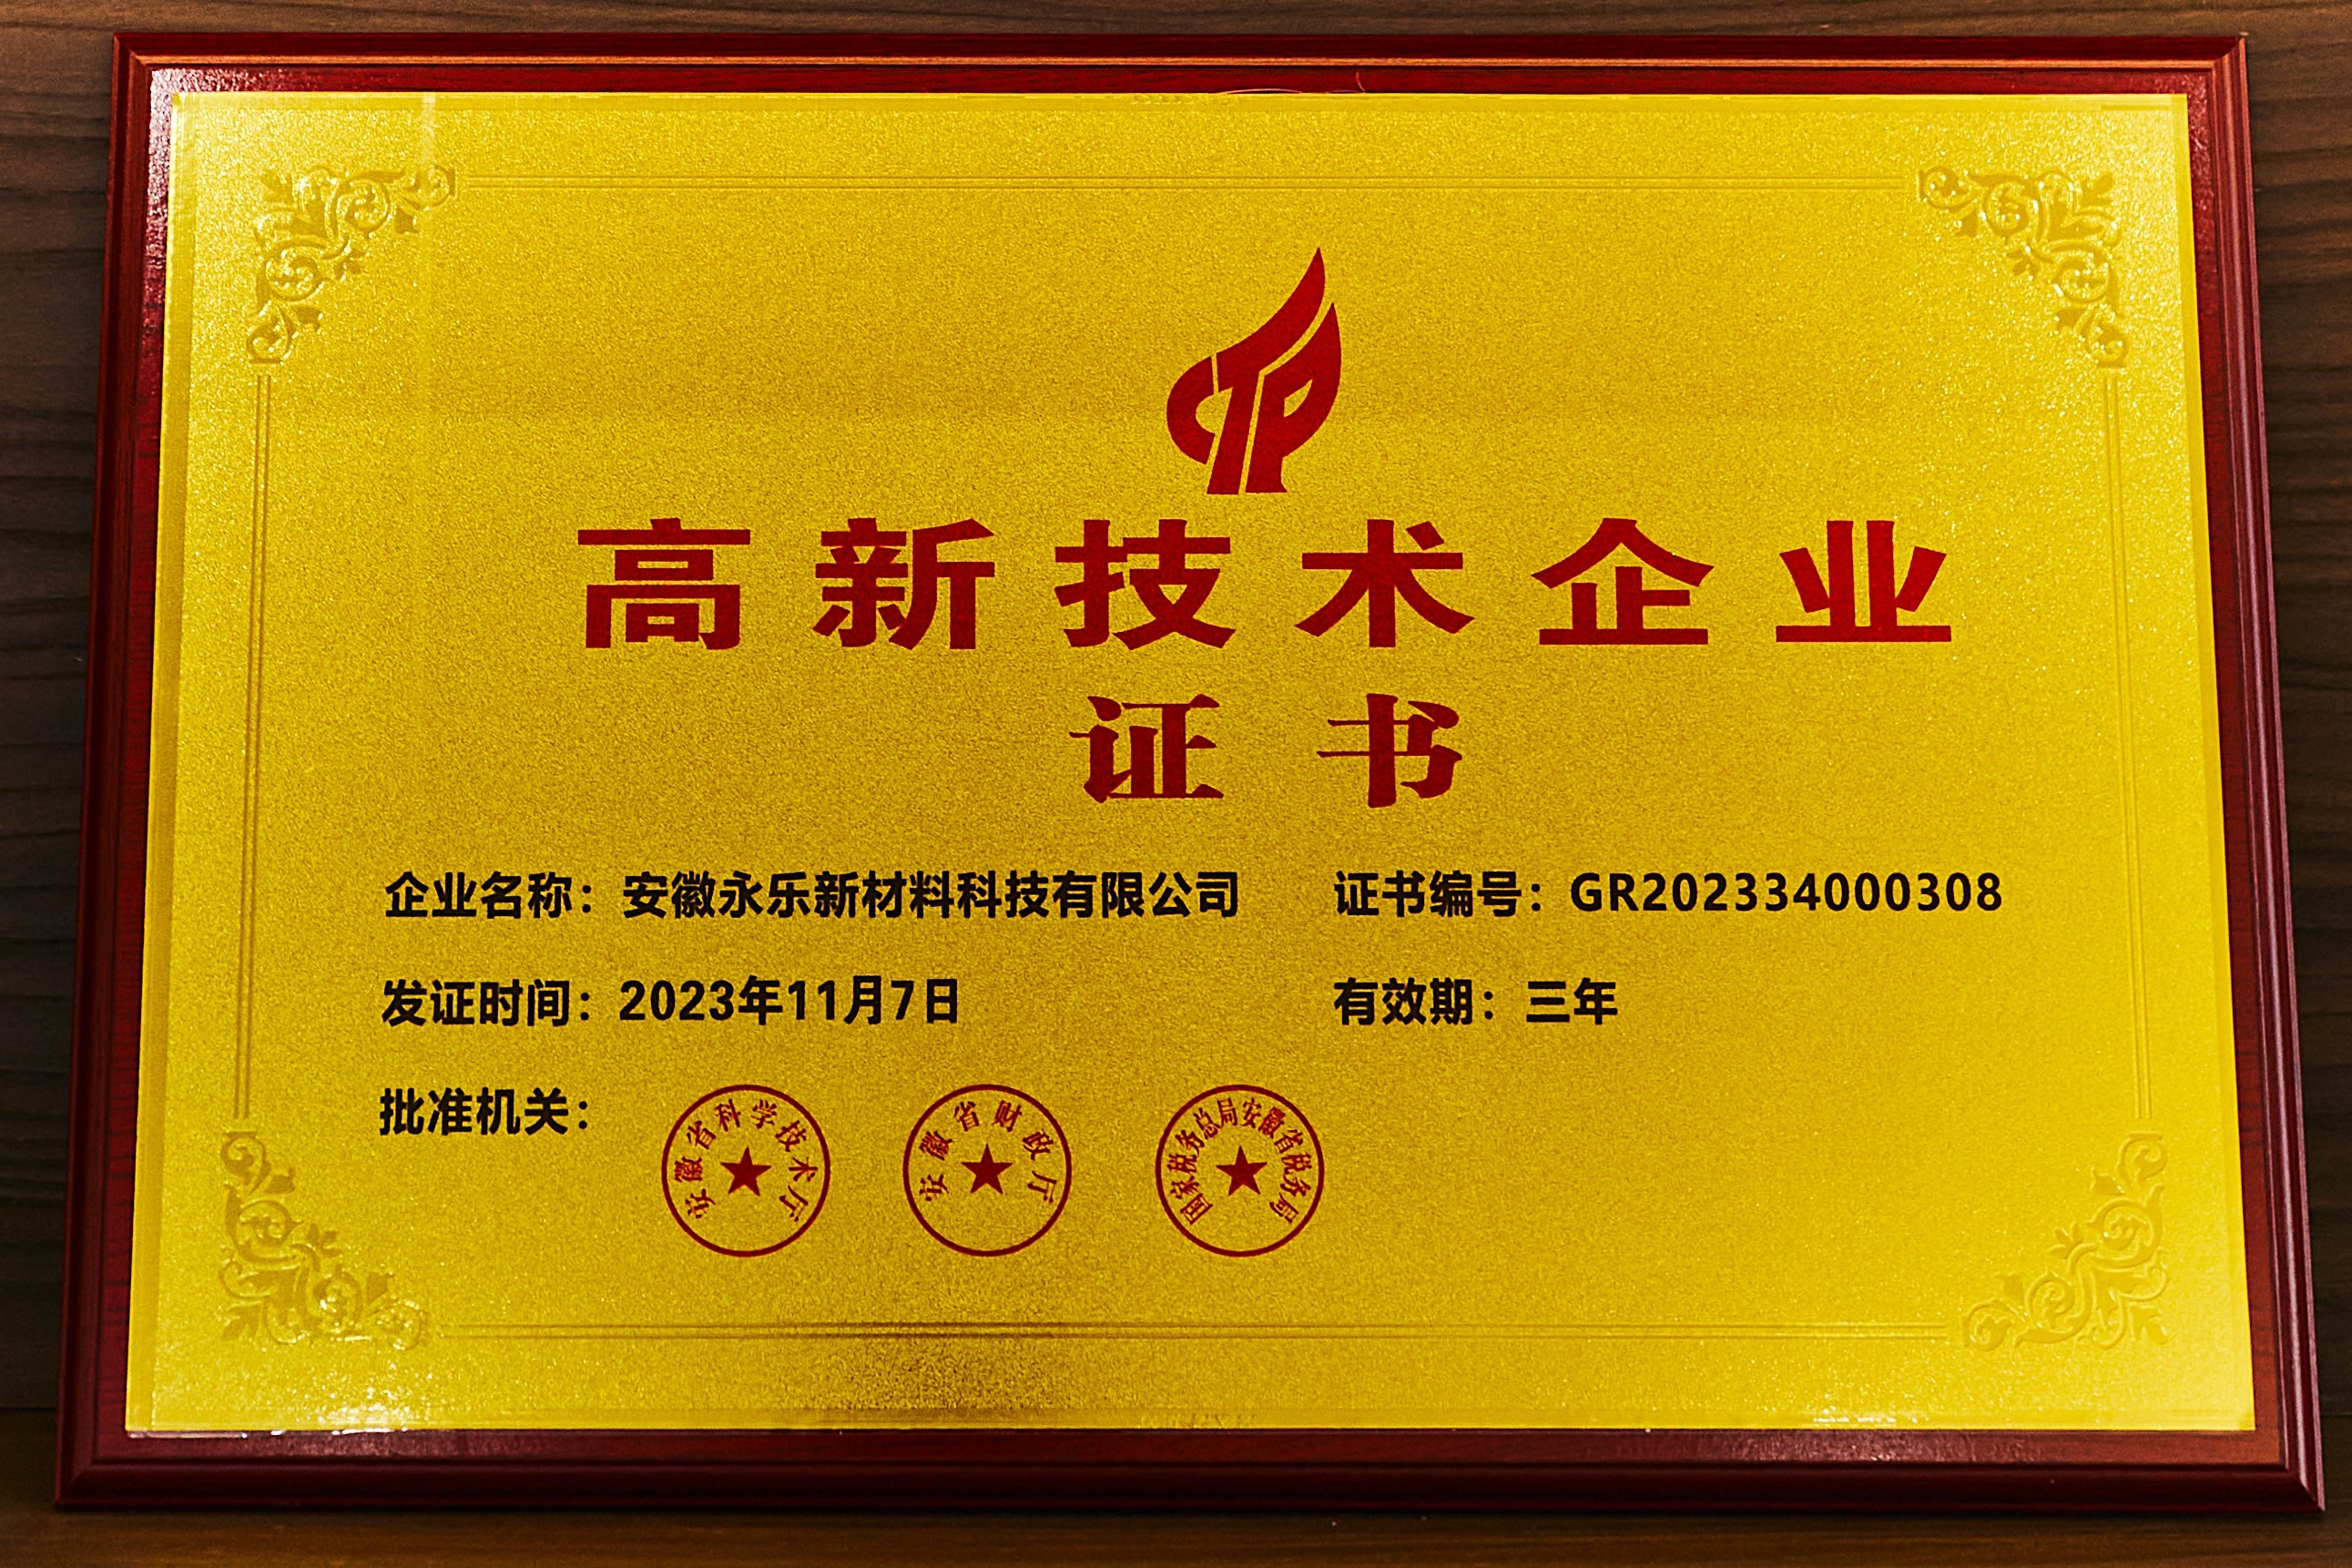 CTP
高新技术企业
证书
企业名称：安徽永乐新材料科技有限公司
证书编号：GR202334000308
发证时间：2023年11月7日
有效期：三年
批准机关：
安徽省科学技术厅
安徽省财政厅
国家税务总局安徽省税务局